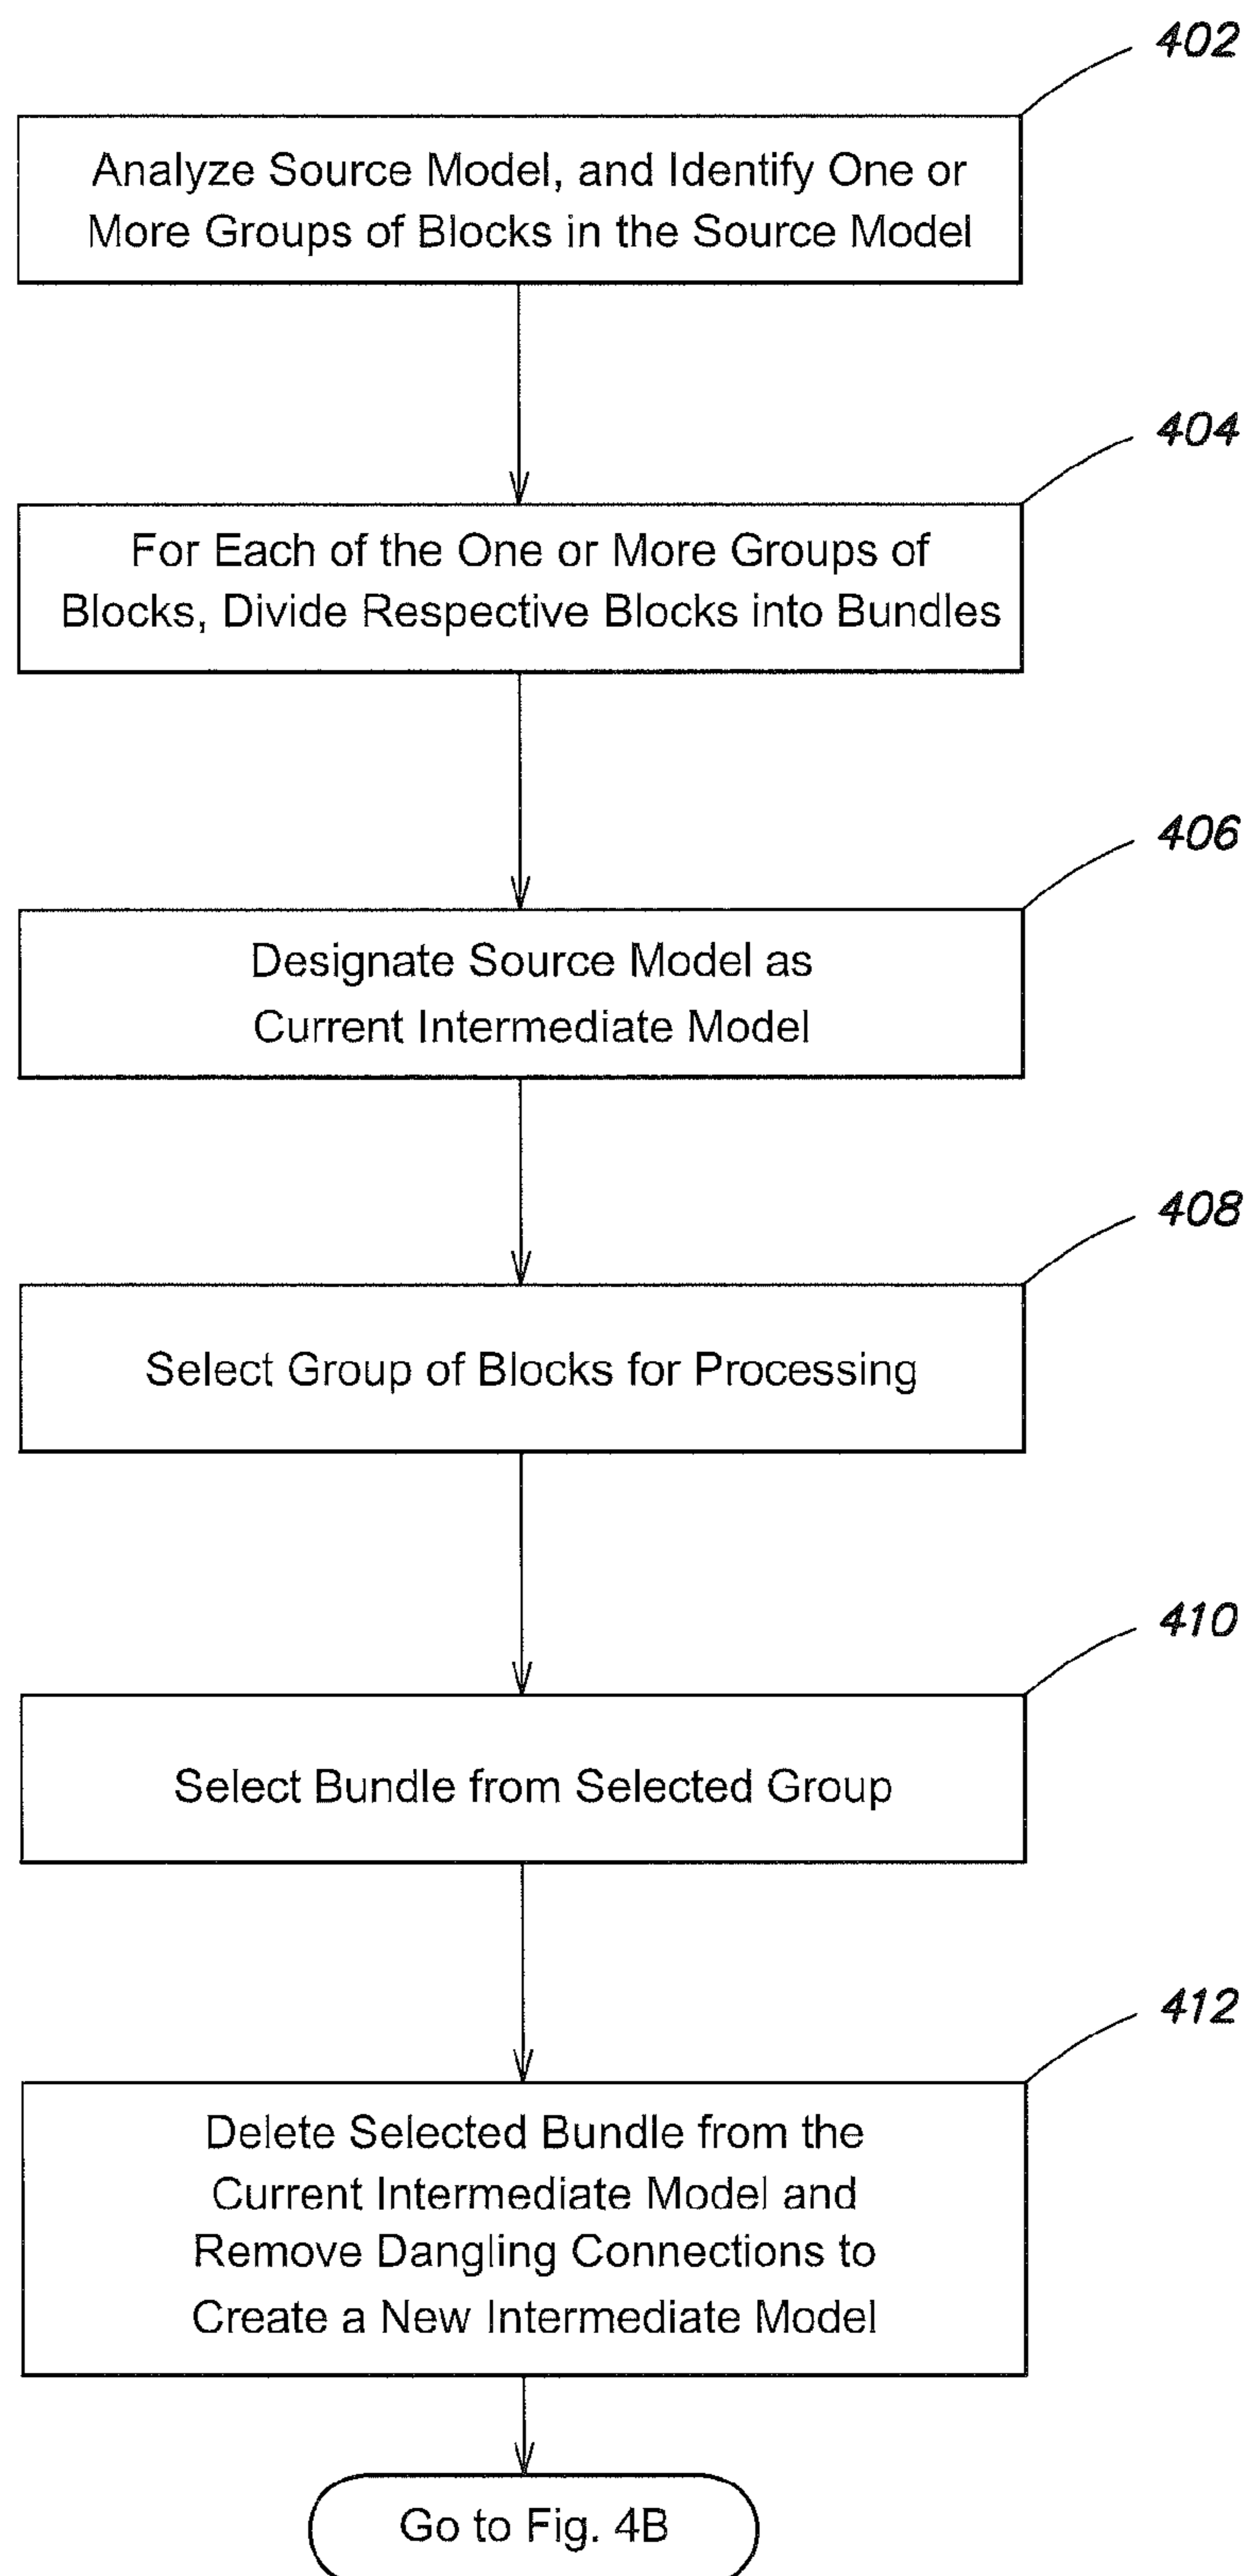 402
Analyze Source Model, and Identify One or
More Groups of Blocks in the Source Model
404
For Each of the One or More Groups of
Blocks, Divide Respective Blocks into Bundles
406
Designate Source Model as
Current Intermediate Model
408
Select Group of Blocks for Processing
410
Select Bundle from Selected Group
412
Delete Selected Bundle from the
Current Intermediate Model and
Remove Dangling Connections to
Create a New Intermediate Model
Go to Fig. 4B